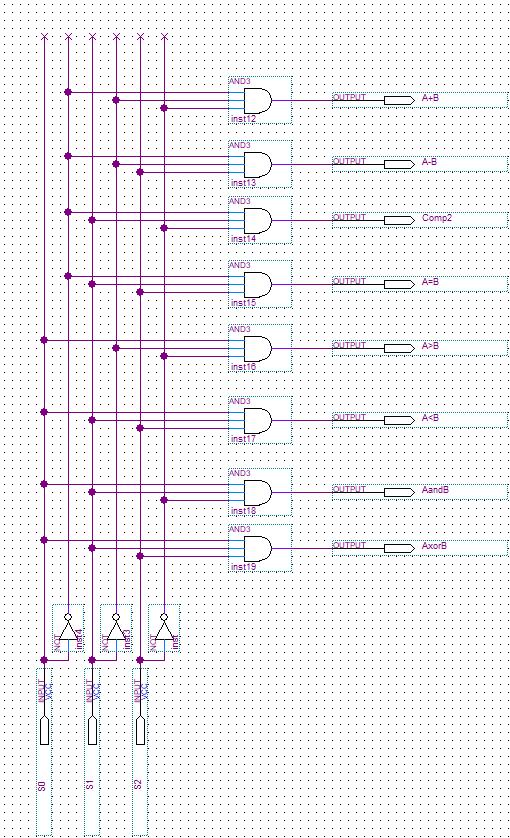 AND3
OUTPUT A+B
inst12
AND3
OUTPUT A-B
inst13
AND3
OUTPUT Comp2
inst14
AND3
OUTPUT A=B
inst15
AND3
OUTPUT A>B
inst16
AND3
OUTPUT A<B
inst17
AND3
OUTPUT AandB
inst18
AND3
OUTPUT AxorB
inst19
NOT inst4
NOT inst3
NOT inst
INPUT VCC
INPUT VCC
INPUT VCC
S0
S1
S2